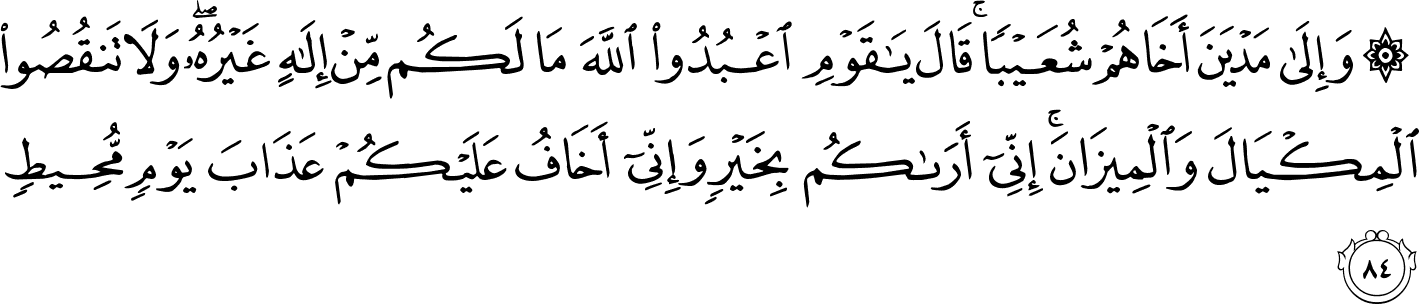 ۞ وَإِلَىٰ مَدْيَنَ أَخَاهُمْ شُعَيْبًا ۚ قَالَ يَـٰقَوْمِ ٱعْبُدُوا۟ ٱللَّهَ مَا لَكُم مِّنْ إِلَـٰهٍ غَيْرُهُۥ ۖ وَلَا تَنقُصُوا۟
ٱلْمِكْيَالَ وَٱلْمِيزَانَ ۚ إِنِّىٓ أَرَىٰكُم بِخَيْرٍ وَإِنِّىٓ أَخَافُ عَلَيْكُمْ عَذَابَ يَوْمٍ مُّحِيطٍ
٨٤